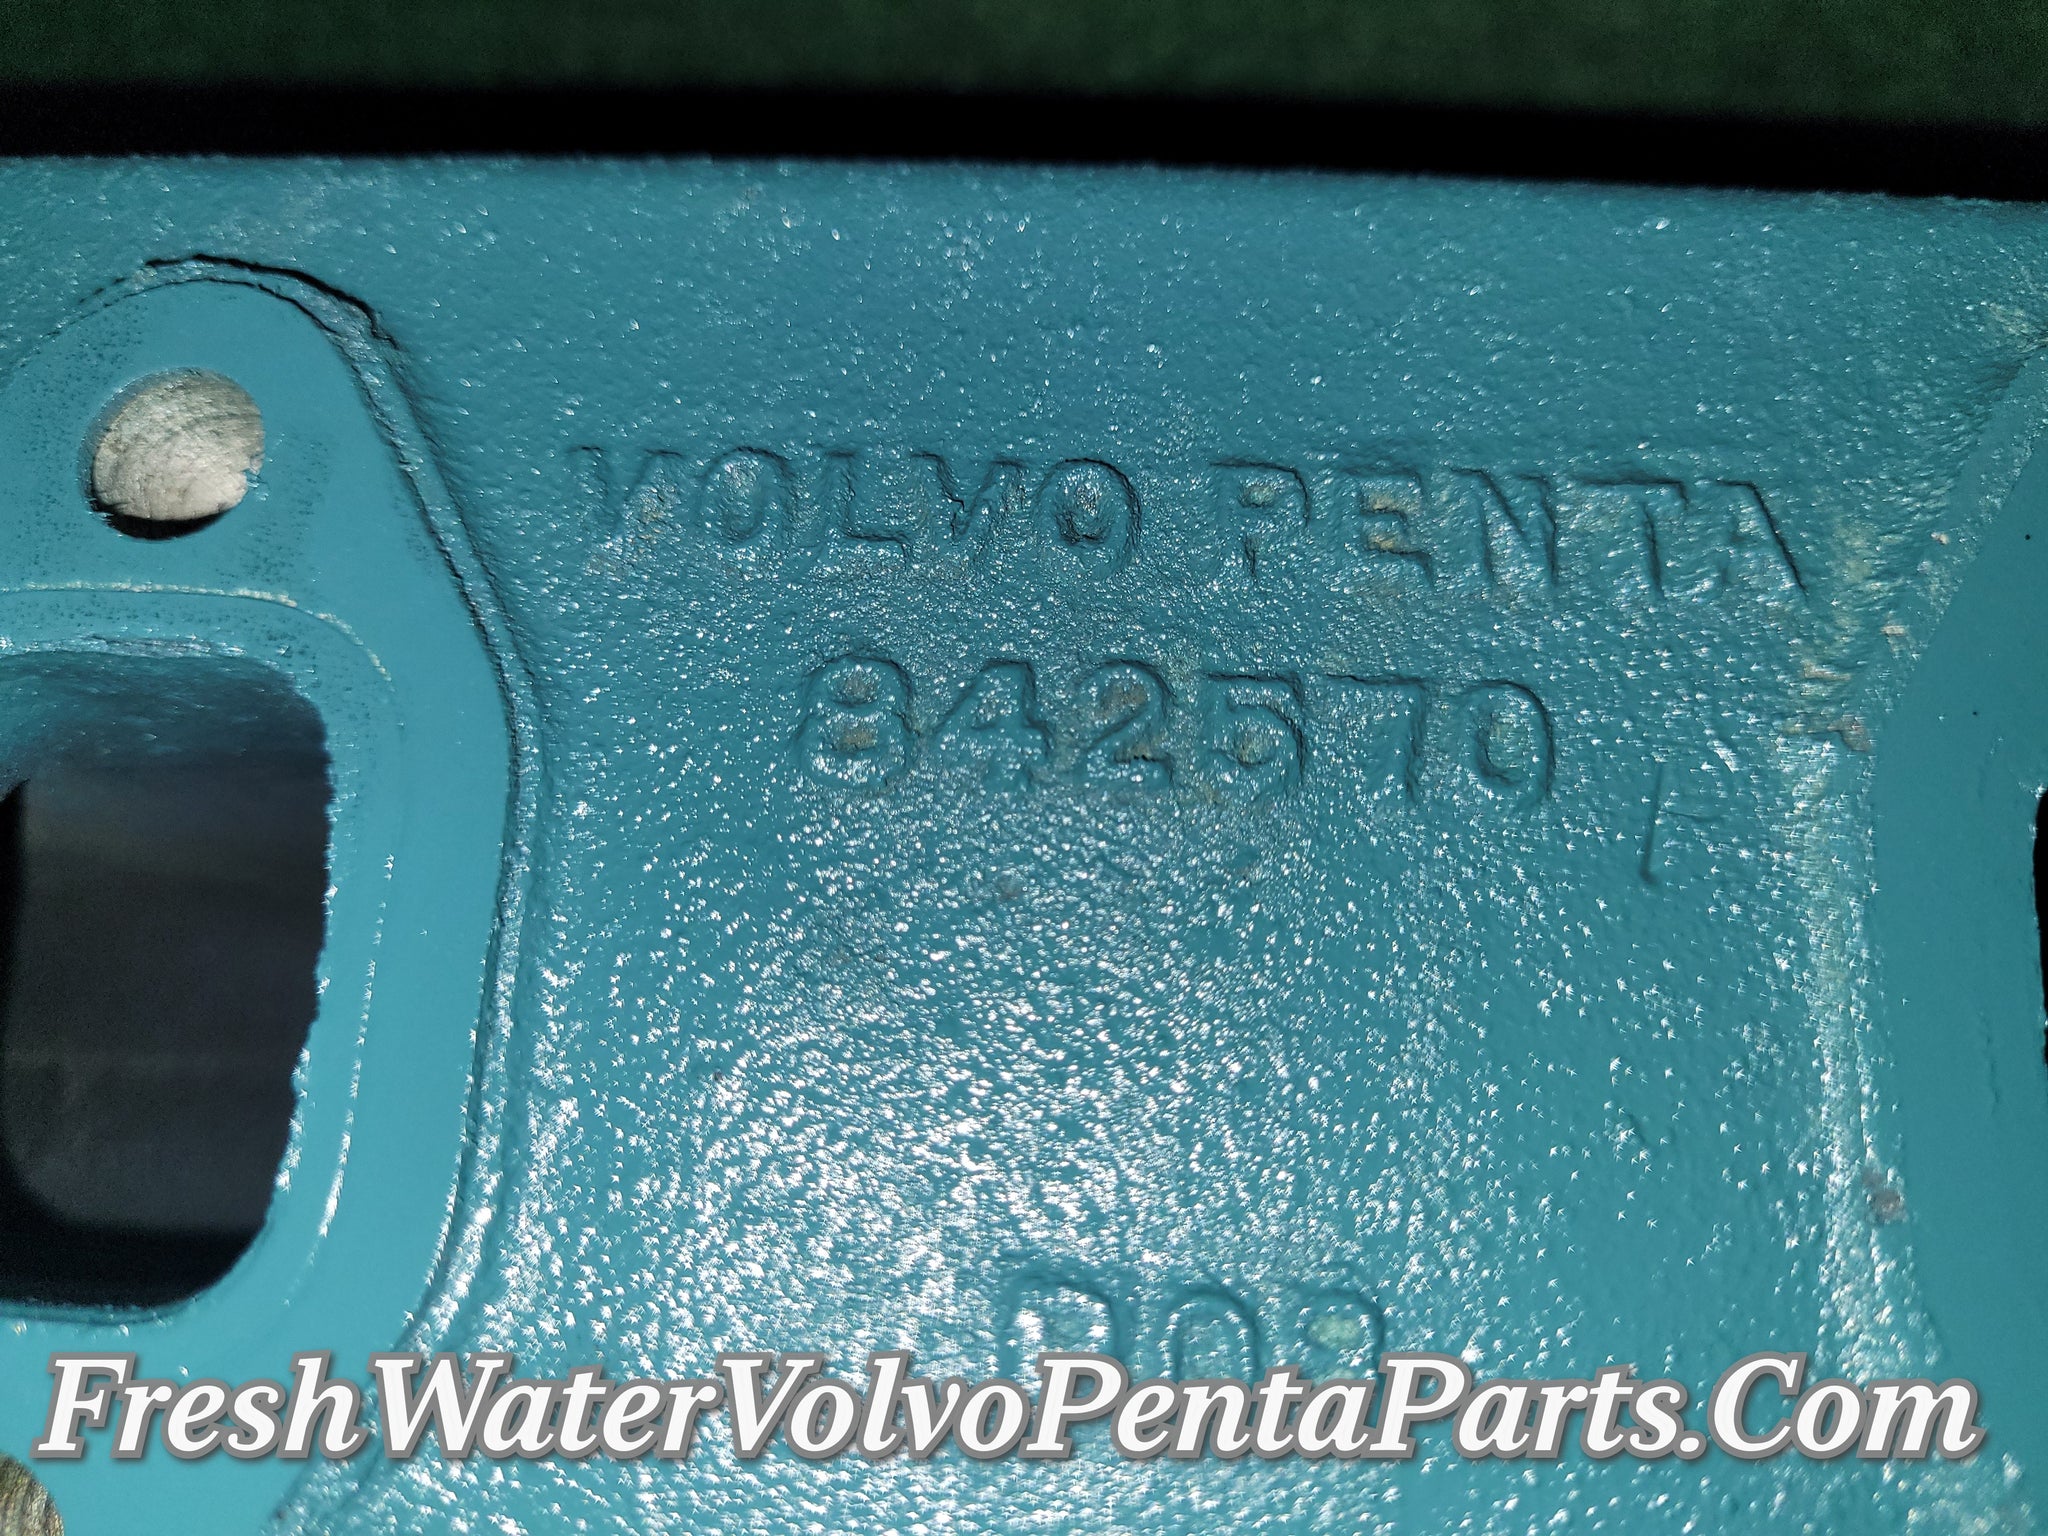 VOLVO PENTA
842570
FreshWaterVolvoPentaParts.Com